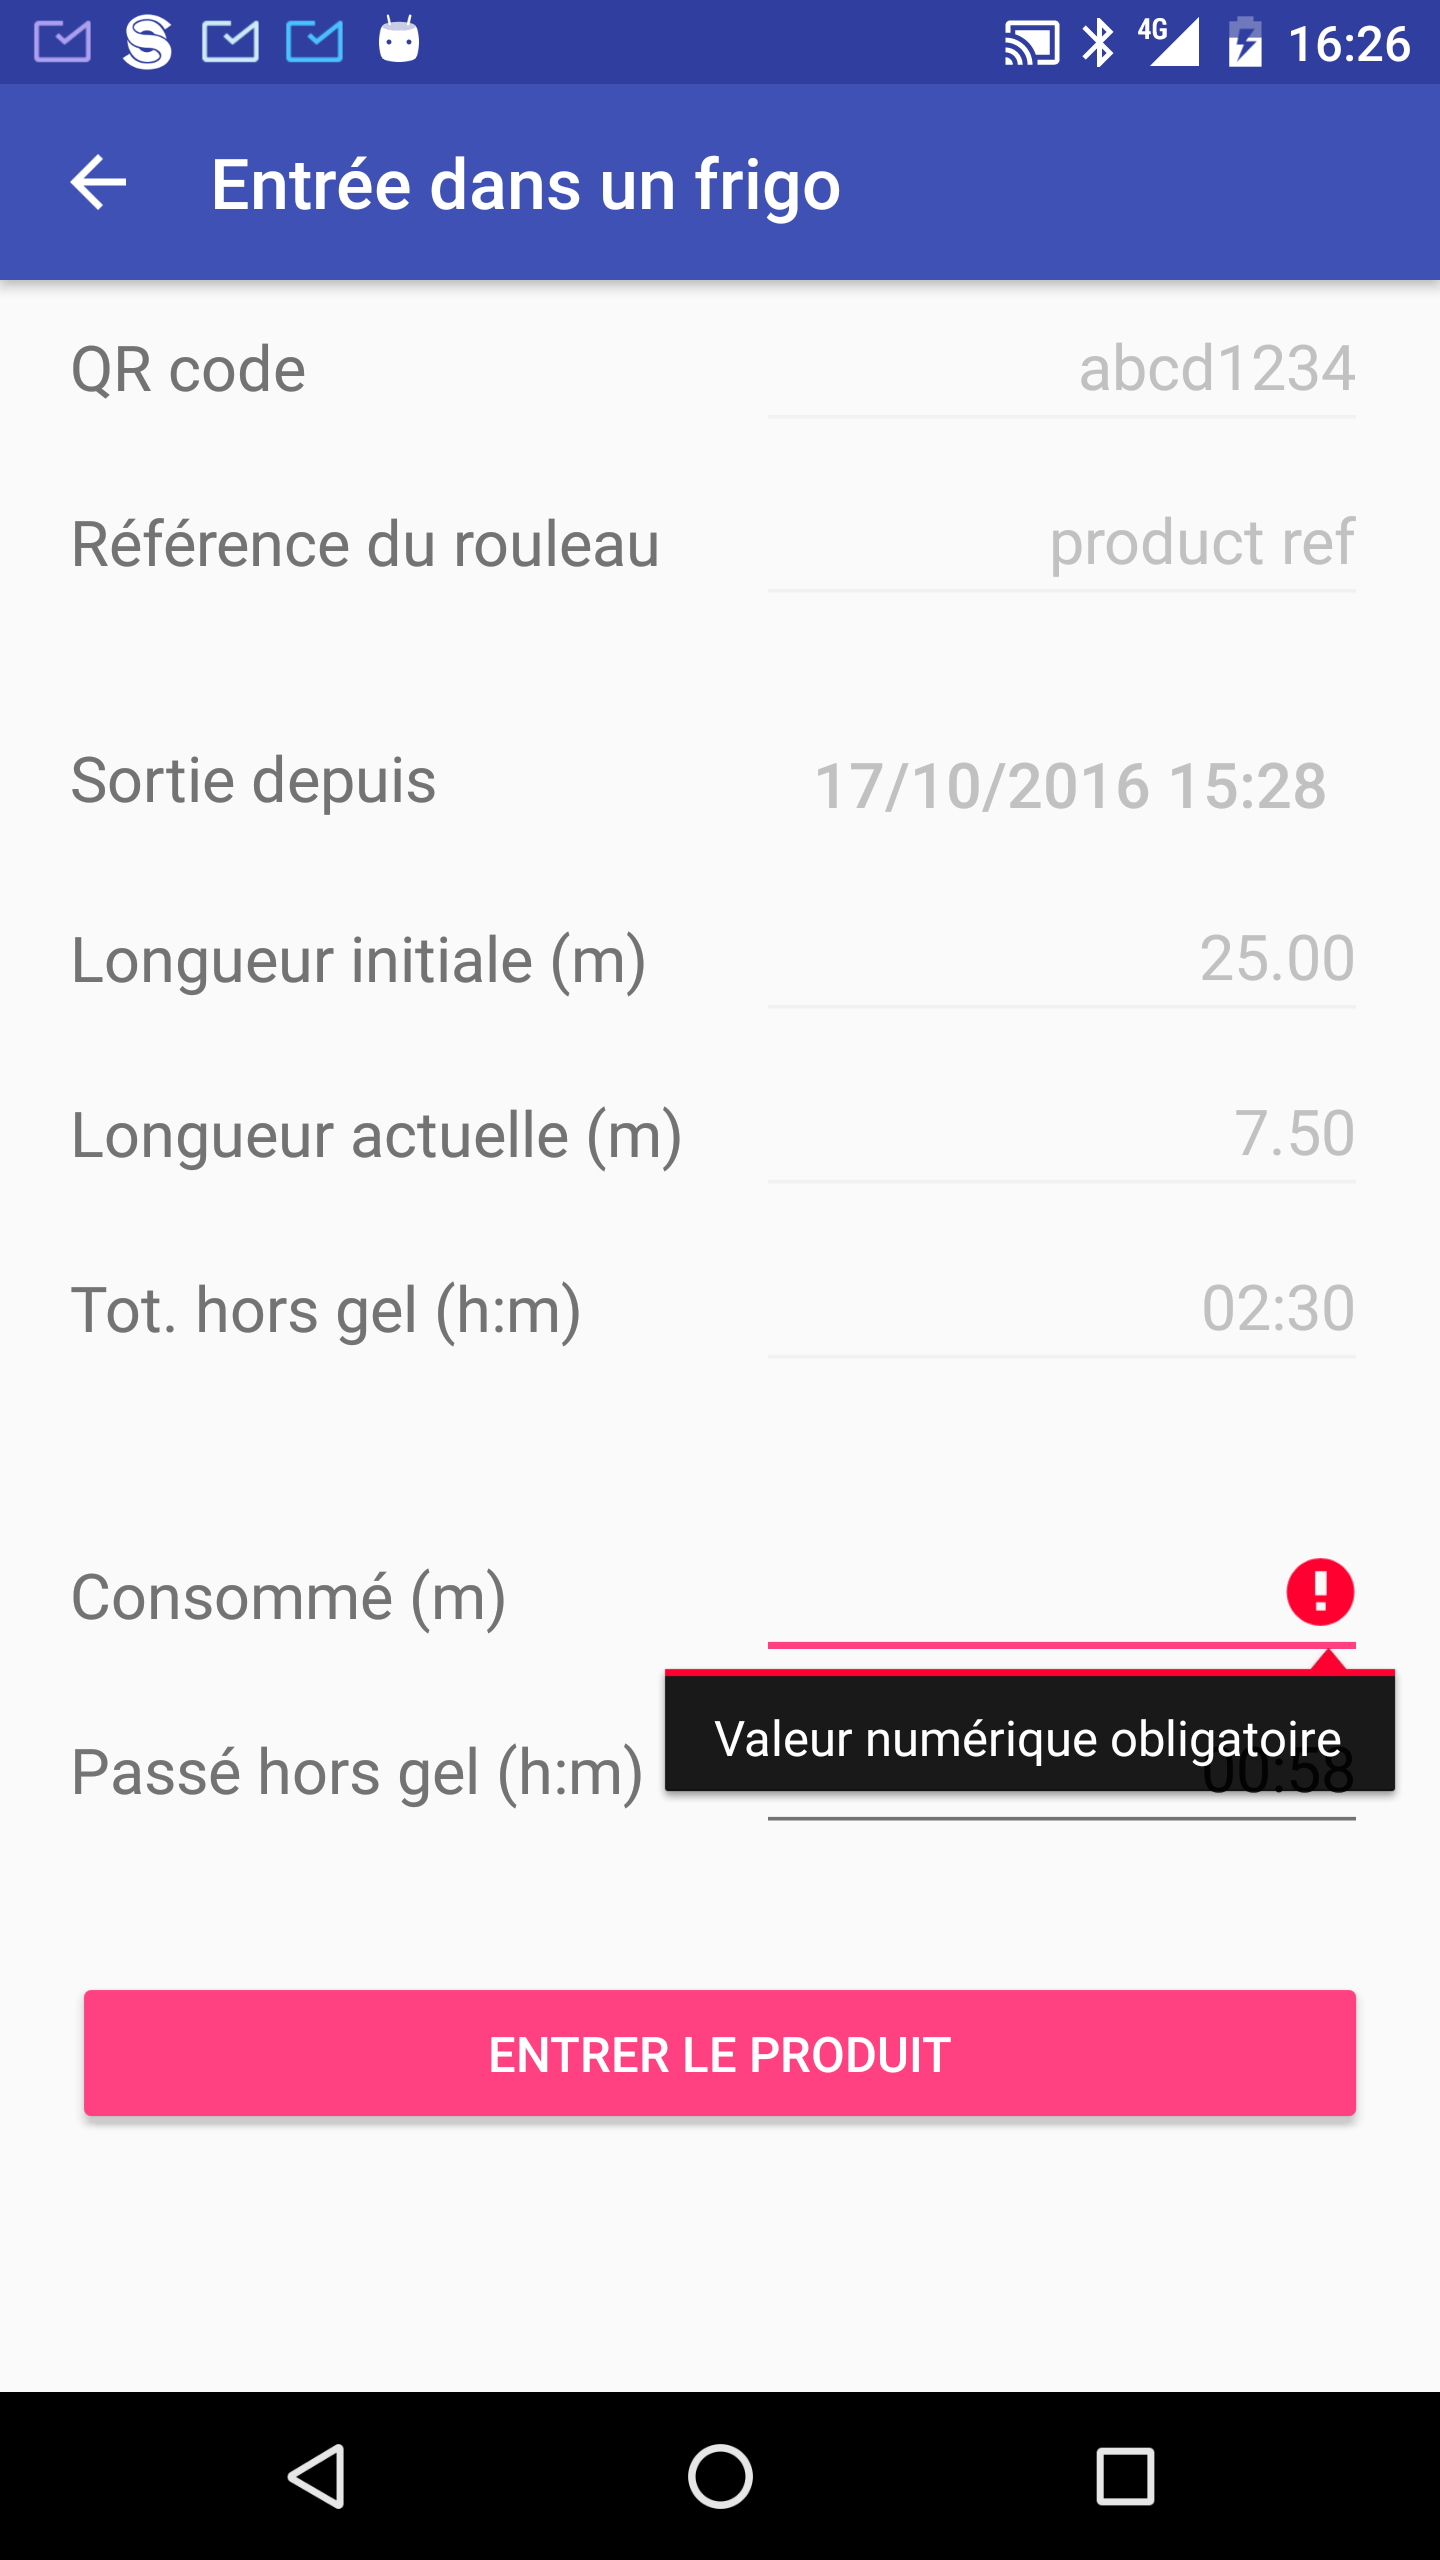 4G 16:26
Entrée dans un frigo
QR code abcd1234
Référence du rouleau product ref
Sortie depuis 17/10/2016 15:28
Longueur initiale (m) 25.00
Longueur actuelle (m) 7.50
Tot. hors gel (h:m) 02:30
Consommé (m)
Valeur numérique obligatoire
Passé hors gel (h:m) 00:58
ENTRER LE PRODUIT